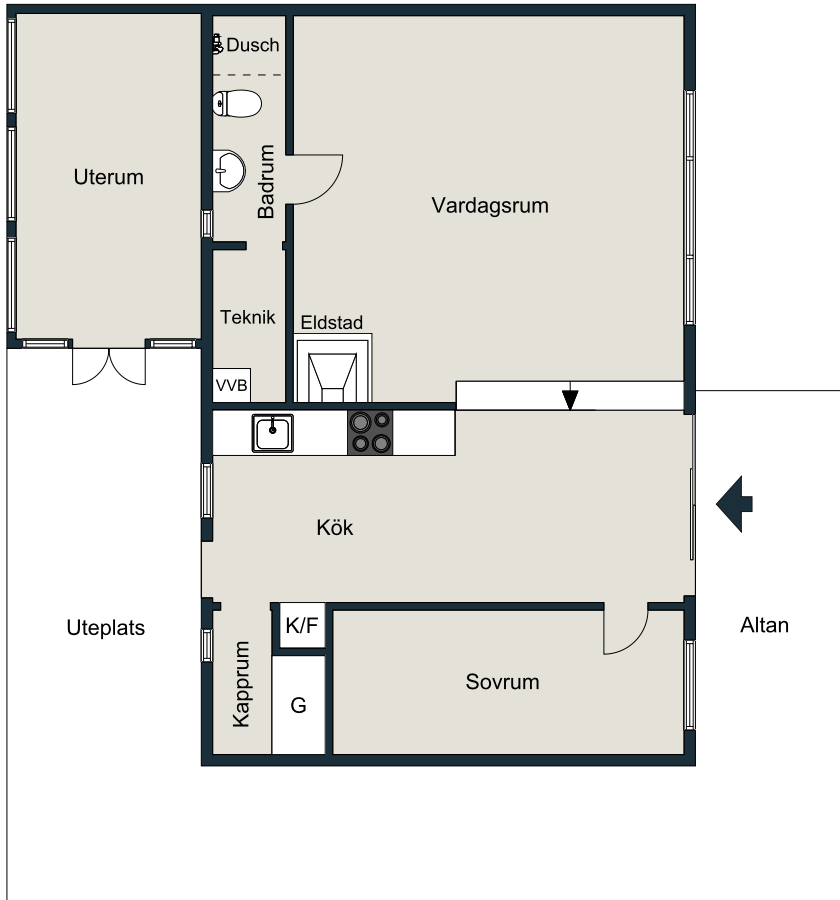 Dusch
Badrum
Uterum
Vardagsrum
Teknik
Eldstad
VVB
Kök
Uteplats
K/F
Altan
Kapprum
Sovrum
G